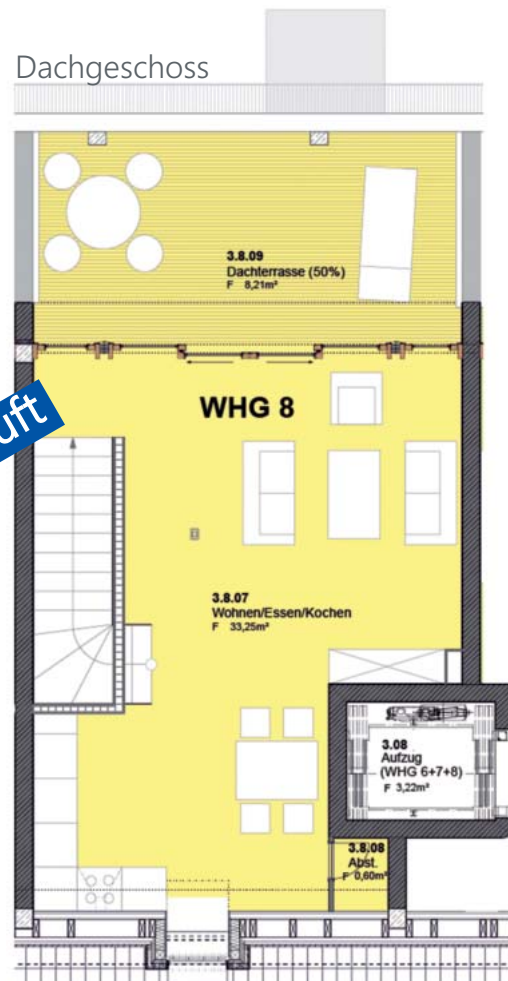 Dachgeschoss
3.8.09
Dachterrasse (50%)
F 8,21m²
uft
WHG 8
3.8.07
Wohnen/Essen/Kochen
F 33,25m²
3.08
Aufzug
(WHG 6+7+8)
F 3,22m²
3.8.08
Abst.
F 0,60m²